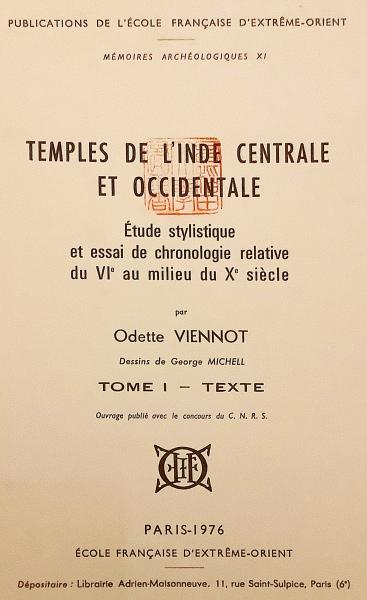 PUBLICATIONS DE L'ÉCOLE FRANÇAISE D'EXTRÊME-ORIENT
MÉMOIRES ARCHÉOLOGIQUES XI
TEMPLES DE L'INDE CENTRALE
ET OCCIDENTALE
Étude stylistique
et essai de chronologie relative
du VIe au milieu du Xe siècle
par
Odette VIENNOT
Dessins de George MICHELL
TOME I – TEXTE
Ouvrage publié avec le concours du C. N. R. S.
PARIS-1976
ÉCOLE FRANÇAISE D'EXTRÊME-ORIENT
Dépositaire : Librairie Adrien-Maisonneuve, 11, rue Saint-Sulpice, Paris (6e)